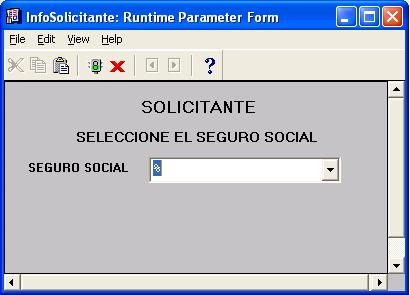 InfoSolicitante: Runtime Parameter Form
File Edit View Help
?
SOLICITANTE
SELECCIONE EL SEGURO SOCIAL
SEGURO SOCIAL %